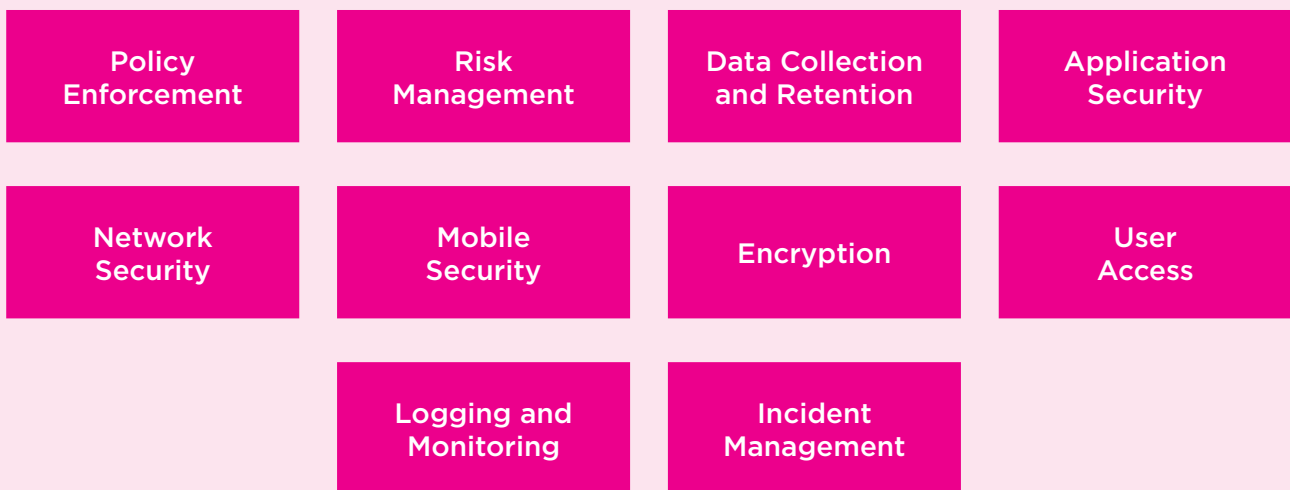 Policy
Enforcement
Risk
Management
Data Collection
and Retention
Application
Security
Network
Security
Mobile
Security
Encryption
User
Access
Logging and
Monitoring
Incident
Management